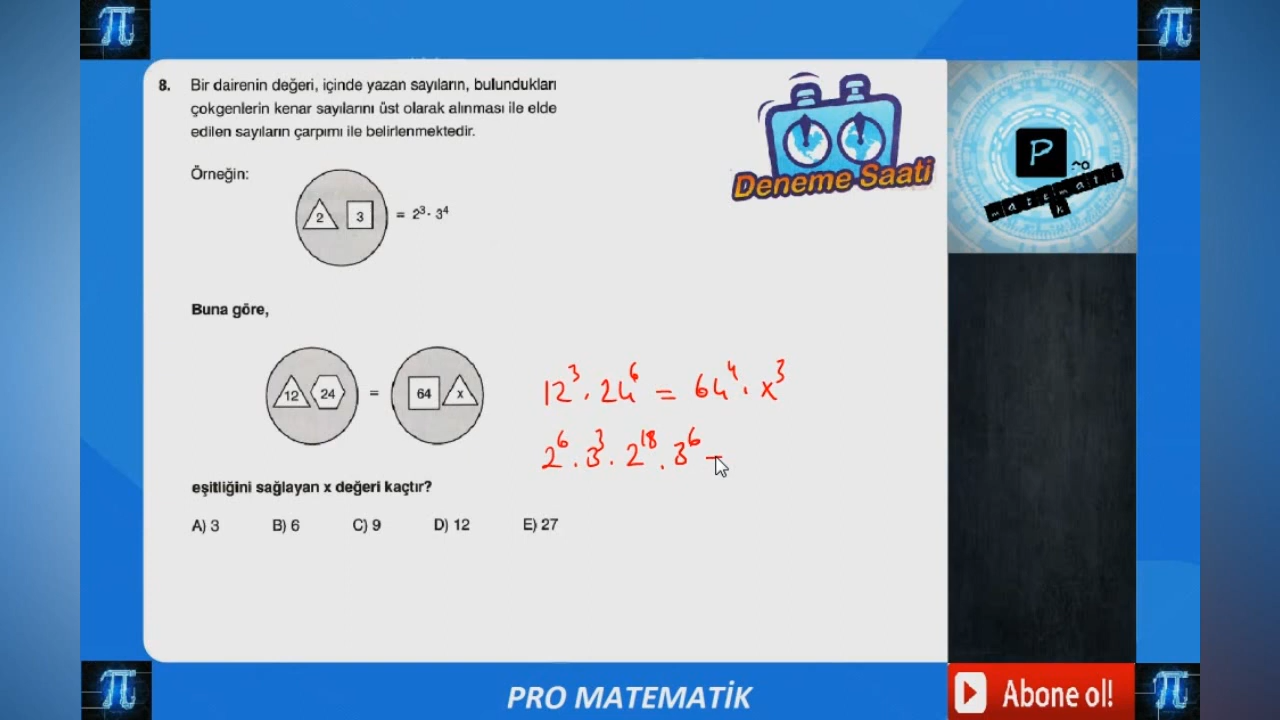 8. Bir dairenin değeri, içinde yazan sayıların, bulundukları
çokgenlerin kenar sayılarını üst olarak alınması ile elde
edilen sayıların çarpımı ile belirlenmektedir.
Örneğin:
2 3 = 2³ · 3⁴
Buna göre,
12 24 = 64 x
12³ . 24⁶ = 64⁴ . x³
2⁶ . 3³ . 2¹⁸ . 3⁶ =
eşitliğini sağlayan x değeri kaçtır?
A) 3 B) 6 C) 9 D) 12 E) 27
Deneme Saati
π
π
P
^o
matemati
k
π
π
PRO MATEMATİK
Abone ol!